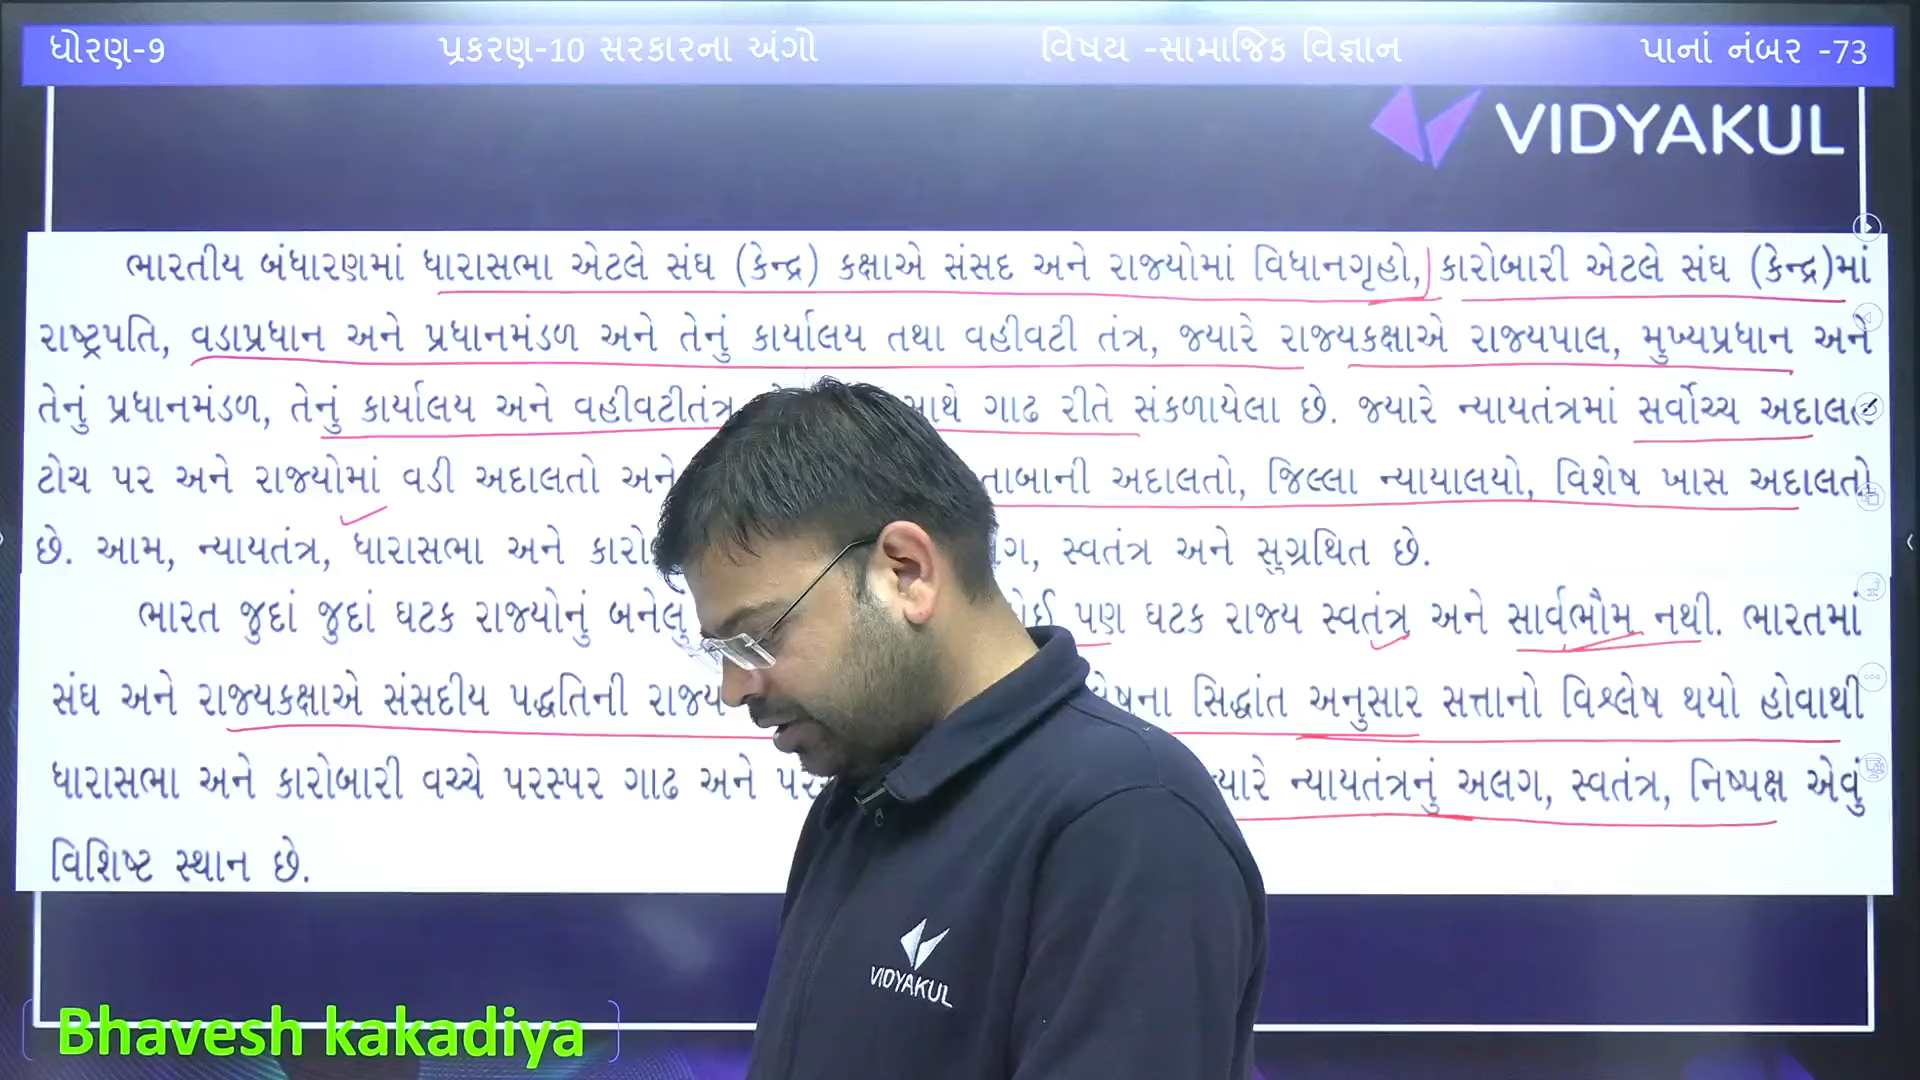 ધોરણ-9 પ્રકરણ-10 સરકારના અંગો વિષય -સામાજિક વિજ્ઞાન પાનાં નંબર -73
VIDYAKUL
ભારતીય બંધારણમાં ધારાસભા એટલે સંઘ (કેન્દ્ર) કક્ષાએ સંસદ અને રાજ્યોમાં વિધાનગૃહો, કારોબારી એટલે સંઘ (કેન્દ્ર)માં
રાષ્ટ્રપતિ, વડાપ્રધાન અને પ્રધાનમંડળ અને તેનું કાર્યાલય તથા વહીવટી તંત્ર, જ્યારે રાજ્યકક્ષાએ રાજ્યપાલ, મુખ્યપ્રધાન અને
તેનું પ્રધાનમંડળ, તેનું કાર્યાલય અને વહીવટીતંત્ર સાથે ગાઢ રીતે સંકળાયેલા છે. જ્યારે ન્યાયતંત્રમાં સર્વોચ્ચ અદાલત
ટોચ પર અને રાજ્યોમાં વડી અદાલતો અને તાબાની અદાલતો, જિલ્લા ન્યાયાલયો, વિશેષ ખાસ અદાલતો
છે. આમ, ન્યાયતંત્ર, ધારાસભા અને સ્વતંત્ર અને સુગ્રથિત છે.
ભારત જુદાં જુદાં ઘટક રાજ્યોનું બનેલું પણ ઘટક રાજ્ય સ્વતંત્ર અને સાર્વભૌમ નથી. ભારતમાં
સંઘ અને રાજ્યકક્ષાએ સંસદીય પદ્ધતિની સિદ્ધાંત અનુસાર સત્તાનો વિશ્લેષ થયો હોવાથી
ધારાસભા અને કારોબારી વચ્ચે પરસ્પર ગાઢ અને ન્યાયતંત્રનું અલગ, સ્વતંત્ર, નિષ્પક્ષ એવું
વિશિષ્ટ સ્થાન છે.
VIDYAKUL
Bhavesh kakadiya